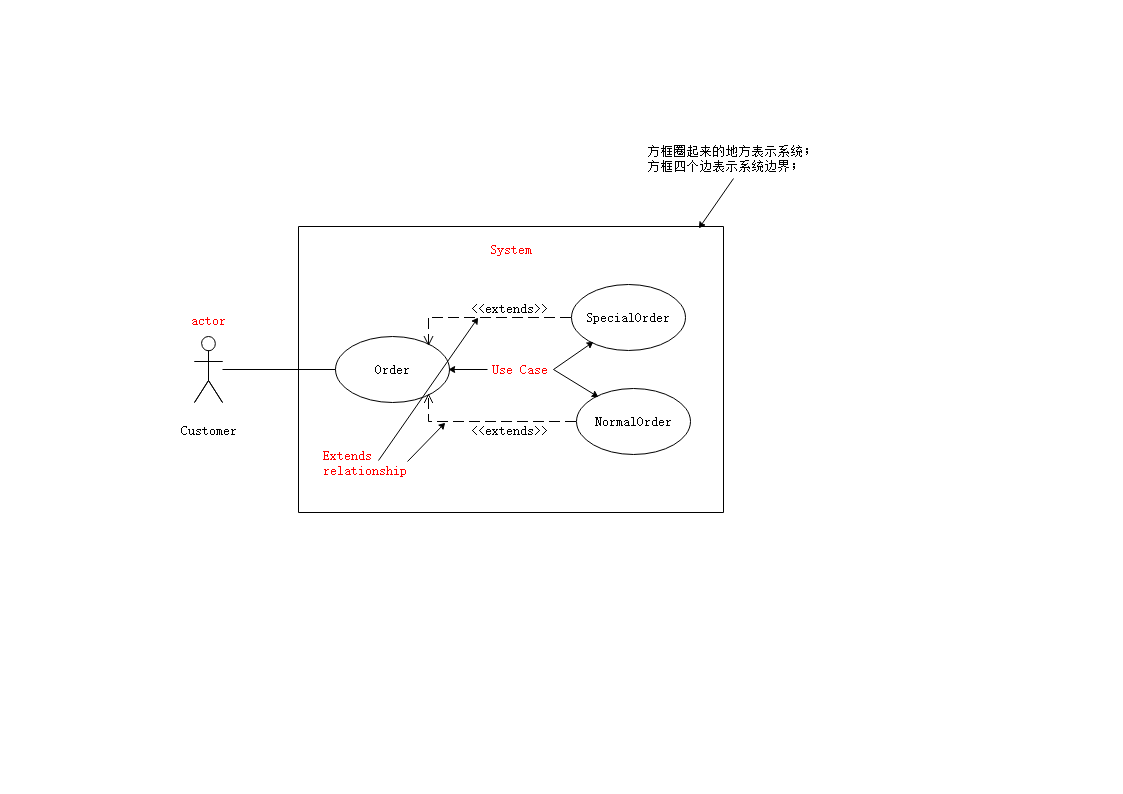 方框圈起来的地方表示系统；
方框四个边表示系统边界；
System
<<extends>>
SpecialOrder
actor
Order
Use Case
NormalOrder
<<extends>>
Customer
Extends
relationship